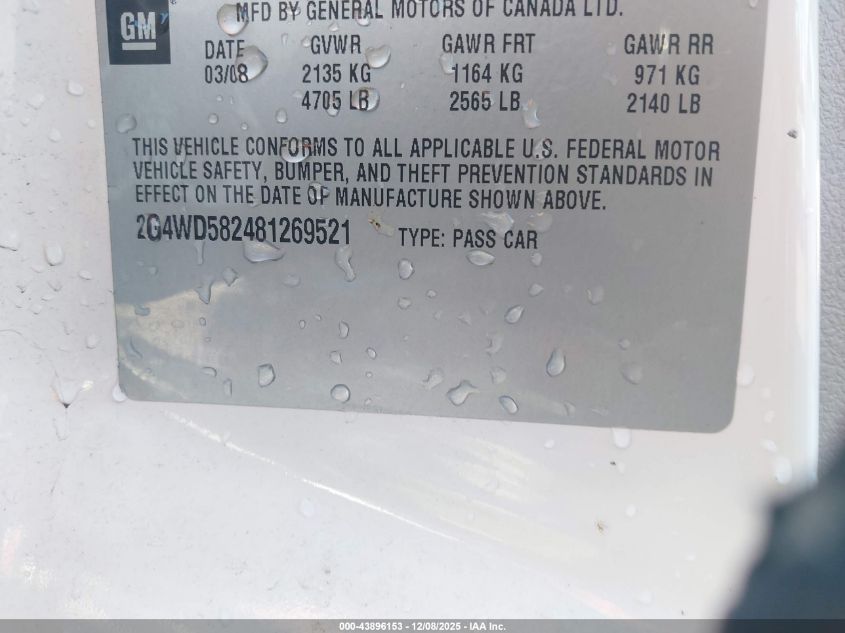 GM
MFD BY GENERAL MOTORS OF CANADA LTD.
DATE GVWR GAWR FRT GAWR RR
03/08 2135 KG 1164 KG 971 KG
4705 LB 2565 LB 2140 LB
THIS VEHICLE CONFORMS TO ALL APPLICABLE U.S. FEDERAL MOTOR
VEHICLE SAFETY, BUMPER, AND THEFT PREVENTION STANDARDS IN
EFFECT ON THE DATE OF MANUFACTURE SHOWN ABOVE.
2G4WD582481269521 TYPE: PASS CAR
000-43896153 - 12/08/2025 - IAA Inc.